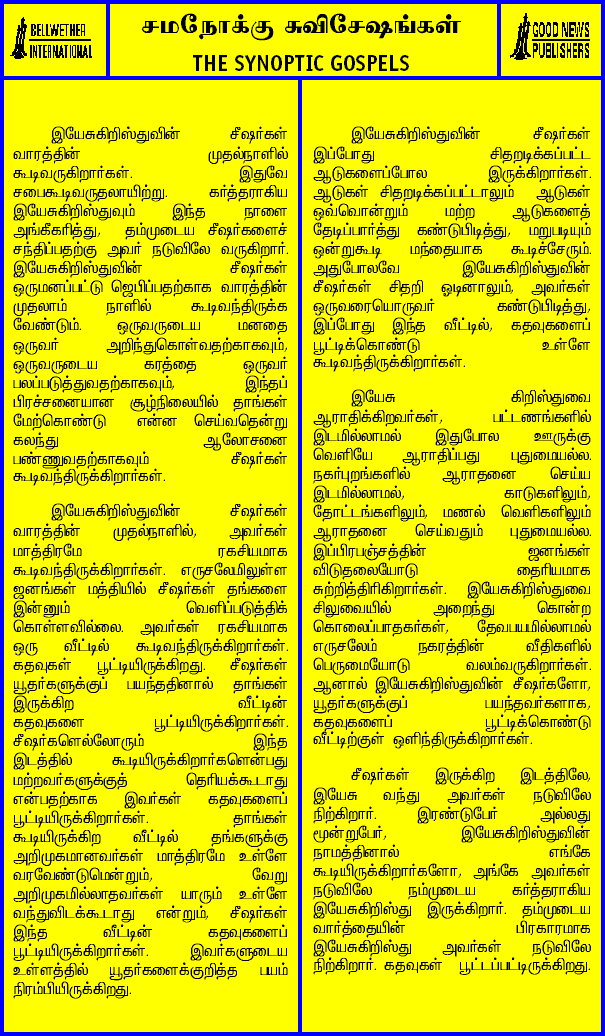 BELLWETHER
INTERNATIONAL
சமநோக்கு சுவிசேஷங்கள்
THE SYNOPTIC GOSPELS
GOOD NEWS
PUBLISHERS
இயேசுகிறிஸ்துவின் சீஷர்கள்
வாரத்தின் முதல்நாளில்
கூடிவருகிறார்கள். இதுவே
சபைகூடிவருதலாயிற்று. கர்த்தராகிய
இயேசுகிறிஸ்துவும் இந்த நாளை
அங்கீகரித்து, தம்முடைய சீஷர்களைச்
சந்திப்பதற்கு அவர் நடுவிலே வருகிறார்.
இயேசுகிறிஸ்துவின் சீஷர்கள்
ஒருமனப்பட்டு ஜெபிப்பதற்காக வாரத்தின்
முதலாம் நாளில் கூடிவந்திருக்க
வேண்டும். ஒருவருடைய மனதை
ஒருவர் அறிந்துகொள்வதற்காகவும்,
ஒருவருடைய கரத்தை ஒருவர்
பலப்படுத்துவதற்காகவும், இந்தப்
பிரச்சனையான சூழ்நிலையில் தாங்கள்
மேற்கொண்டு என்ன செய்வதென்று
கலந்து ஆலோசனை
பண்ணுவதற்காகவும் சீஷர்கள்
கூடிவந்திருக்கிறார்கள்.
இயேசுகிறிஸ்துவின் சீஷர்கள்
வாரத்தின் முதல்நாளில், அவர்கள்
மாத்திரமே ரகசியமாக
கூடிவந்திருக்கிறார்கள். எருசலேமிலுள்ள
ஜனங்கள் மத்தியில் சீஷர்கள் தங்களை
இன்னும் வெளிப்படுத்திக்
கொள்ளவில்லை. அவர்கள் ரகசியமாக
ஒரு வீட்டில் கூடிவந்திருக்கிறார்கள்.
கதவுகள் பூட்டியிருக்கிறது. சீஷர்கள்
யூதர்களுக்குப் பயந்ததினால் தாங்கள்
இருக்கிற வீட்டின்
கதவுகளை பூட்டியிருக்கிறார்கள்.
சீஷர்களெல்லோரும் இந்த
இடத்தில் கூடியிருக்கிறார்களென்பது
மற்றவர்களுக்குத் தெரியக்கூடாது
என்பதற்காக இவர்கள் கதவுகளைப்
பூட்டியிருக்கிறார்கள். தாங்கள்
கூடியிருக்கிற வீட்டில் தங்களுக்கு
அறிமுகமானவர்கள் மாத்திரமே உள்ளே
வரவேண்டுமென்றும், வேறு
அறிமுகமில்லாதவர்கள் யாரும் உள்ளே
வந்துவிடக்கூடாது என்றும், சீஷர்கள்
இந்த வீட்டின் கதவுகளைப்
பூட்டியிருக்கிறார்கள். இவர்களுடைய
உள்ளத்தில் யூதர்களைக்குறித்த பயம்
நிரம்பியிருக்கிறது.
இயேசுகிறிஸ்துவின் சீஷர்கள்
இப்போது சிதறடிக்கப்பட்ட
ஆடுகளைப்போல இருக்கிறார்கள்.
ஆடுகள் சிதறடிக்கப்பட்டாலும் ஆடுகள்
ஒவ்வொன்றும் மற்ற ஆடுகளைத்
தேடிப்பார்த்து கண்டுபிடித்து, மறுபடியும்
ஒன்றுகூடி மந்தையாக கூடிச்சேரும்.
அதுபோலவே இயேசுகிறிஸ்துவின்
சீஷர்கள் சிதறி ஓடினாலும், அவர்கள்
ஒருவரையொருவர் கண்டுபிடித்து,
இப்போது இந்த வீட்டில், கதவுகளைப்
பூட்டிக்கொண்டு உள்ளே
கூடிவந்திருக்கிறார்கள்.
இயேசு கிறிஸ்துவை
ஆராதிக்கிறவர்கள், பட்டணங்களில்
இடமில்லாமல் இதுபோல ஊருக்கு
வெளியே ஆராதிப்பது புதுமையல்ல.
நகர்புறங்களில் ஆராதனை செய்ய
இடமில்லாமல், காடுகளிலும்,
தோட்டங்களிலும், மணல் வெளிகளிலும்
ஆராதனை செய்வதும் புதுமையல்ல.
இப்பிரபஞ்சத்தின் ஜனங்கள்
விடுதலையோடு தைரியமாக
சுற்றித்திரிகிறார்கள். இயேசுகிறிஸ்துவை
சிலுவையில் அறைந்து கொன்ற
கொலைப்பாதகர்கள், தேவபயமில்லாமல்
எருசலேம் நகரத்தின் வீதிகளில்
பெருமையோடு வலம்வருகிறார்கள்.
ஆனால் இயேசுகிறிஸ்துவின் சீஷர்களோ,
யூதர்களுக்குப் பயந்தவர்களாக,
கதவுகளைப் பூட்டிக்கொண்டு
வீட்டிற்குள் ஒளிந்திருக்கிறார்கள்.
சீஷர்கள் இருக்கிற இடத்திலே,
இயேசு வந்து அவர்கள் நடுவிலே
நிற்கிறார். இரண்டுபேர் அல்லது
மூன்றுபேர், இயேசுகிறிஸ்துவின்
நாமத்தினால் எங்கே
கூடியிருக்கிறார்களோ, அங்கே அவர்கள்
நடுவிலே நம்முடைய கர்த்தராகிய
இயேசுகிறிஸ்து இருக்கிறார். தம்முடைய
வார்த்தையின் பிரகாரமாக
இயேசுகிறிஸ்து அவர்கள் நடுவிலே
நிற்கிறார். கதவுகள் பூட்டப்பட்டிருக்கிறது.